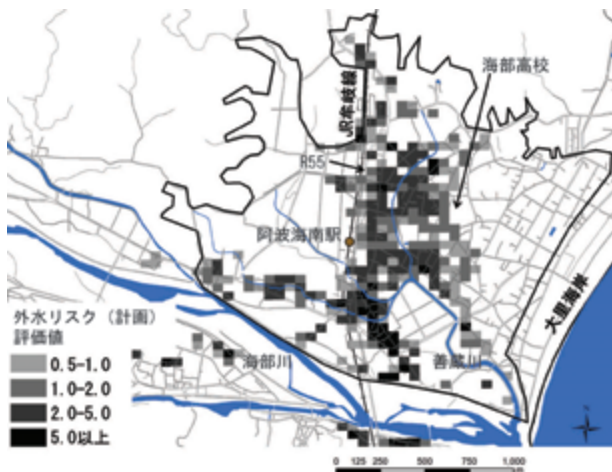 海部高校
JR牟岐線
R55
阿波海南駅
大里海岸
外水リスク（計画）
評価値
0.5-1.0
1.0-2.0
2.0-5.0
5.0以上
海部川
善蔵川
0 125 250 500 750 1,000